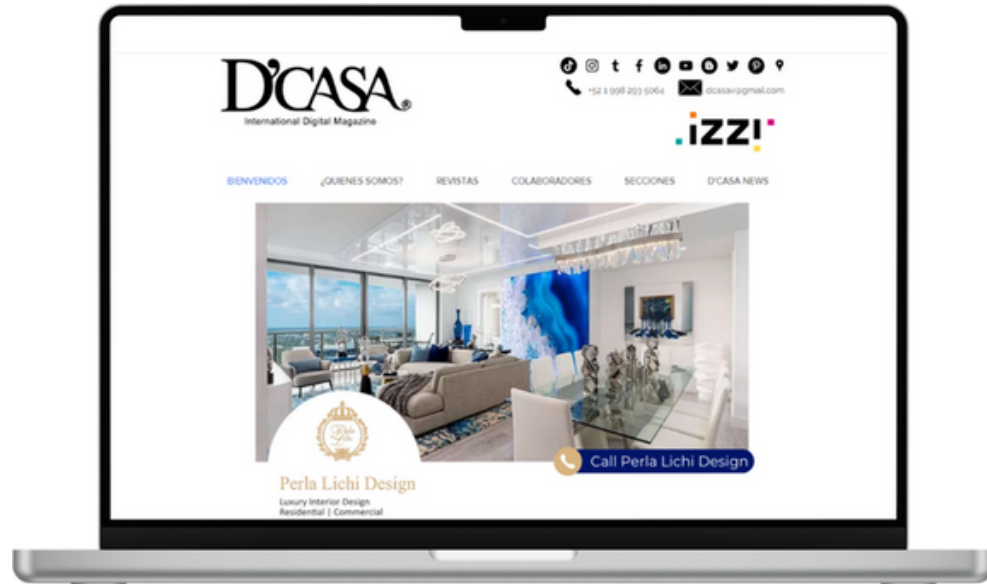 D'CASA®
International Digital Magazine
+52 1 998 293 5064
dcasav@gmail.com
izzi
BIENVENIDOS ¿QUIENES SOMOS? REVISTAS COLABORADORES SECCIONES D'CASA NEWS
Perla Lichi Design
Luxury Interior Design
Residential | Commercial
Call Perla Lichi Design